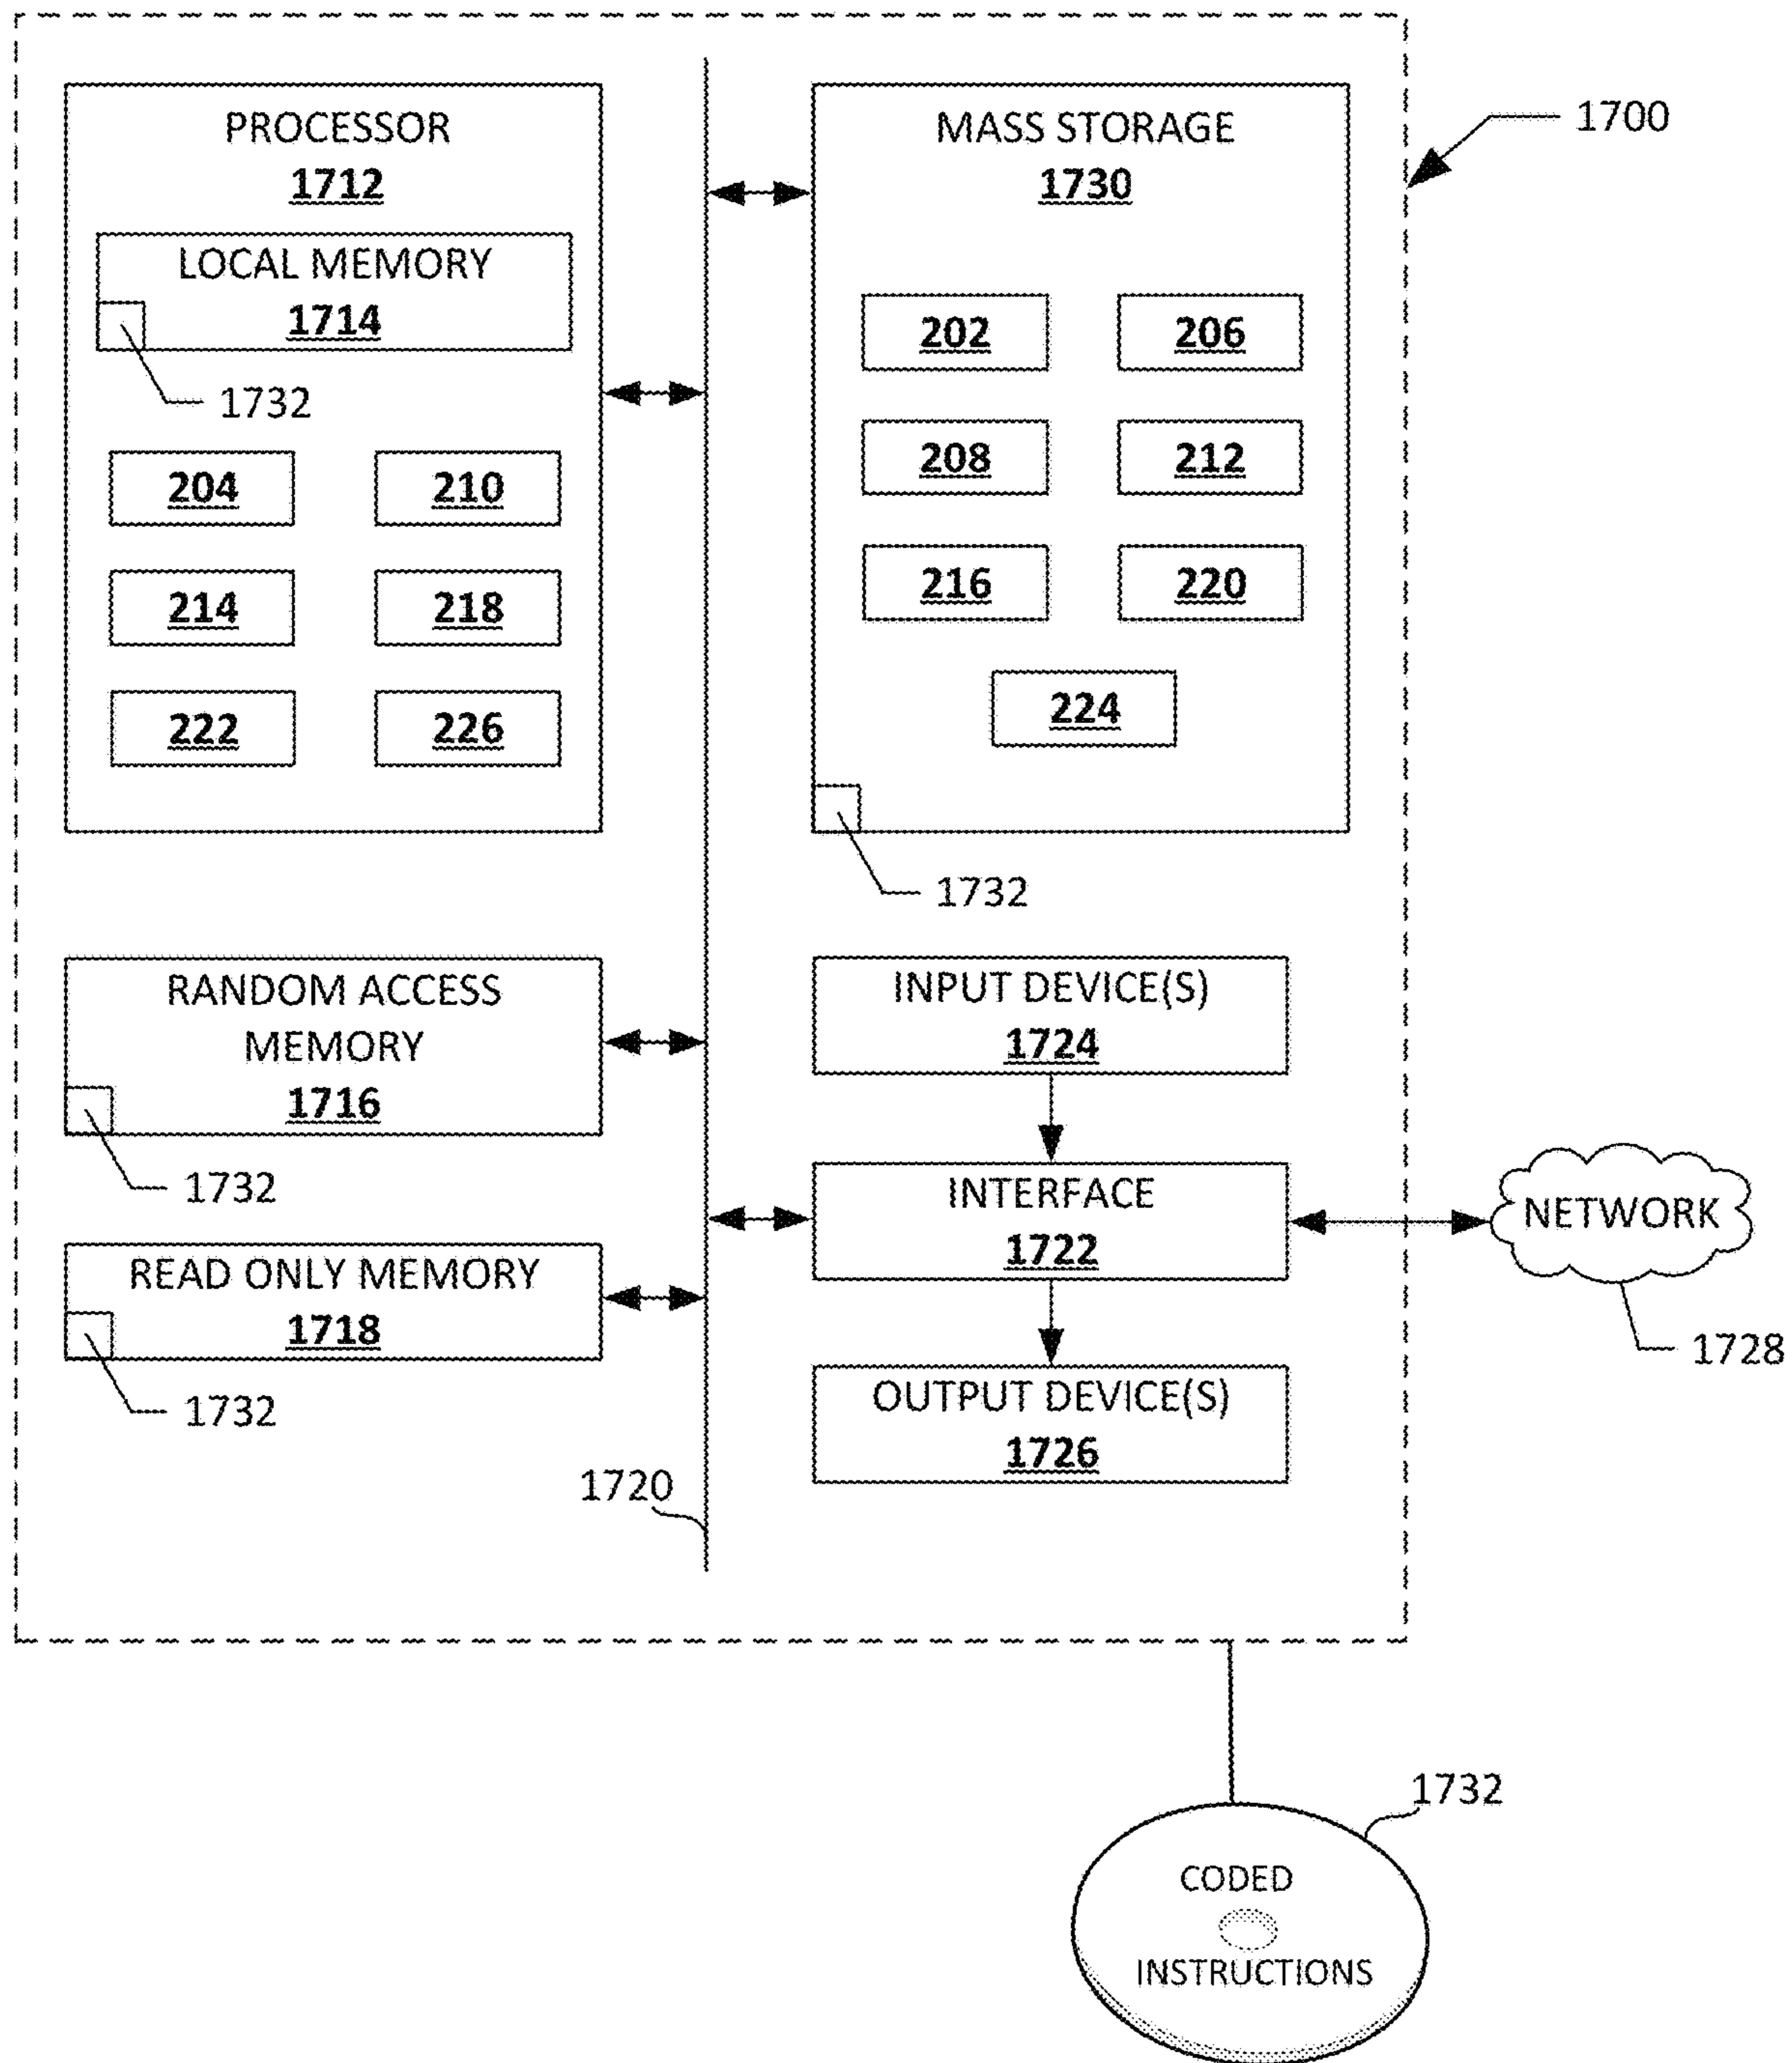 PROCESSOR
1712
LOCAL MEMORY
1714
1732
204 210
214 218
222 226
MASS STORAGE
1730
202 206
208 212
216 220
224
1732
1700
RANDOM ACCESS
MEMORY
1716
1732
READ ONLY MEMORY
1718
1732
INPUT DEVICE(S)
1724
INTERFACE
1722
OUTPUT DEVICE(S)
1726
1720
NETWORK
1728
1732
CODED
INSTRUCTIONS